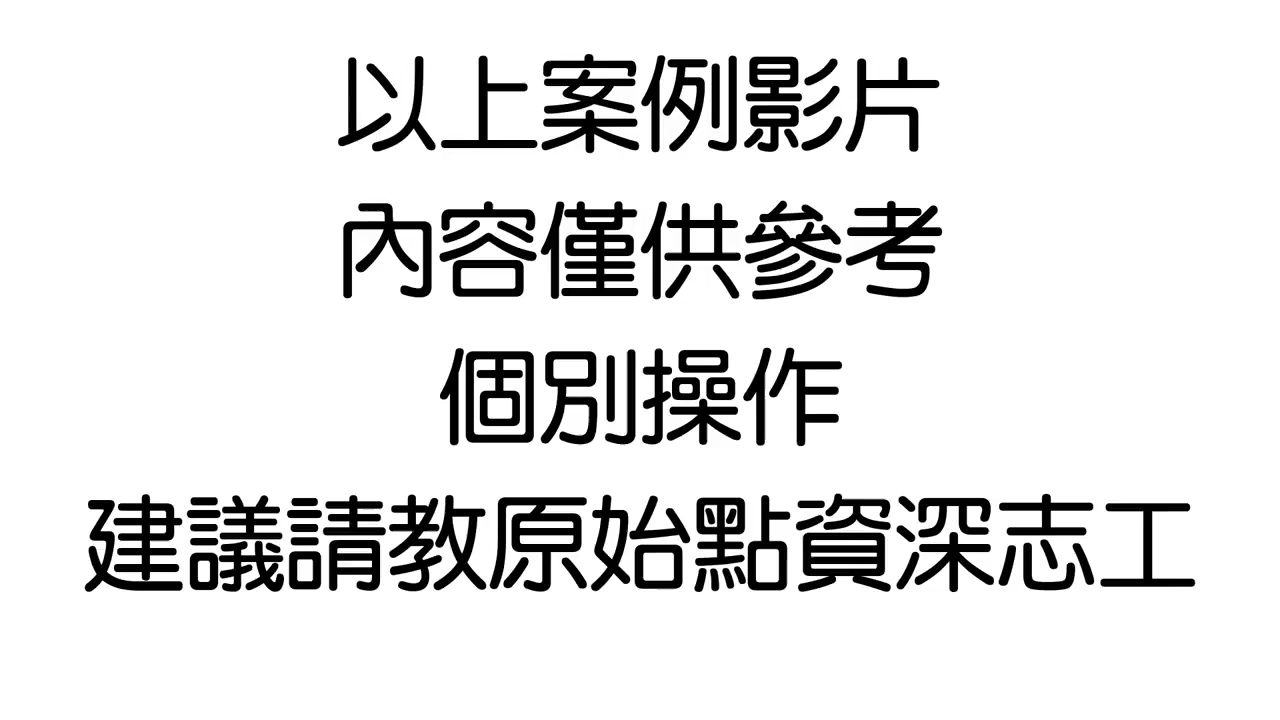 以上案例影片
內容僅供參考
個別操作
建議請教原始點資深志工